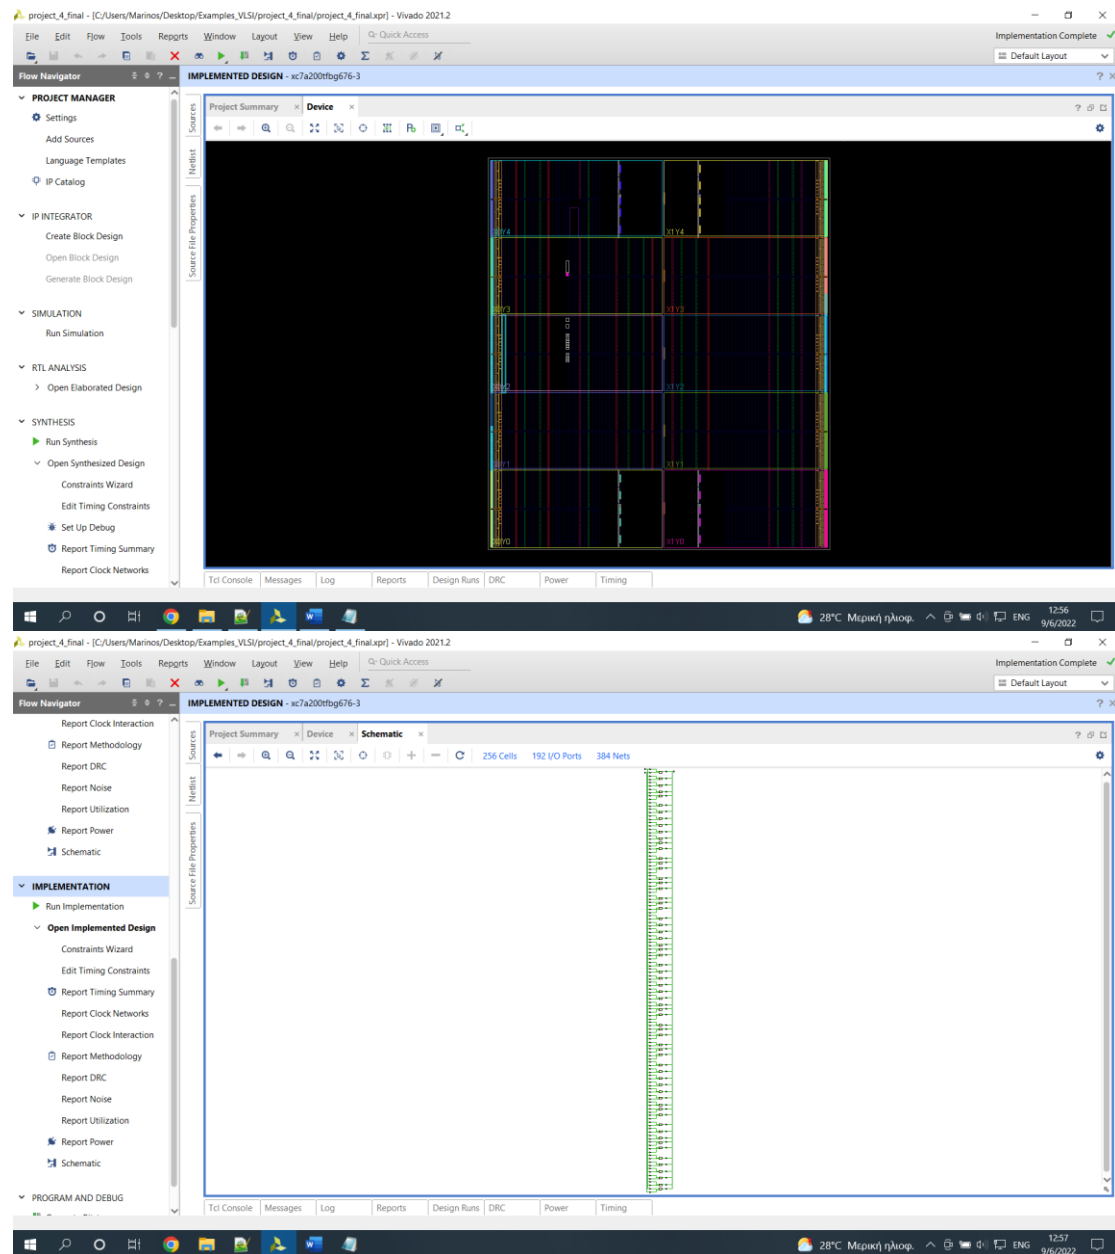 project_4_final - [C:/Users/Marinos/Desktop/Examples_VLSI/project_4_final/project_4_final.xpr] - Vivado 2021.2
File Edit Flow Tools Reports Window Layout View Help Quick Access
Implementation Complete
Default Layout
Flow Navigator
IMPLEMENTED DESIGN - xc7a200tfbg676-3
PROJECT MANAGER
Settings
Add Sources
Language Templates
IP Catalog
IP INTEGRATOR
Create Block Design
Open Block Design
Generate Block Design
SIMULATION
Run Simulation
RTL ANALYSIS
Open Elaborated Design
SYNTHESIS
Run Synthesis
Open Synthesized Design
Constraints Wizard
Edit Timing Constraints
Set Up Debug
Report Timing Summary
Report Clock Networks
Sources
Netlist
Source File Properties
Project Summary Device
X0Y4 X1Y4
X0Y3 X1Y3
X0Y2 X1Y2
X0Y1 X1Y1
X0Y0 X1Y0
Tcl Console Messages Log Reports Design Runs DRC Power Timing
28°C Μερική ηλιοφ. ENG 12:56
9/6/2022
project_4_final - [C:/Users/Marinos/Desktop/Examples_VLSI/project_4_final/project_4_final.xpr] - Vivado 2021.2
File Edit Flow Tools Reports Window Layout View Help Quick Access
Implementation Complete
Default Layout
Flow Navigator
IMPLEMENTED DESIGN - xc7a200tfbg676-3
Report Clock Interaction
Report Methodology
Report DRC
Report Noise
Report Utilization
Report Power
Schematic
IMPLEMENTATION
Run Implementation
Open Implemented Design
Constraints Wizard
Edit Timing Constraints
Report Timing Summary
Report Clock Networks
Report Clock Interaction
Report Methodology
Report DRC
Report Noise
Report Utilization
Report Power
Schematic
PROGRAM AND DEBUG
Sources
Netlist
Source File Properties
Project Summary Device Schematic
256 Cells 192 I/O Ports 384 Nets
Tcl Console Messages Log Reports Design Runs DRC Power Timing
28°C Μερική ηλιοφ. ENG 12:57
9/6/2022